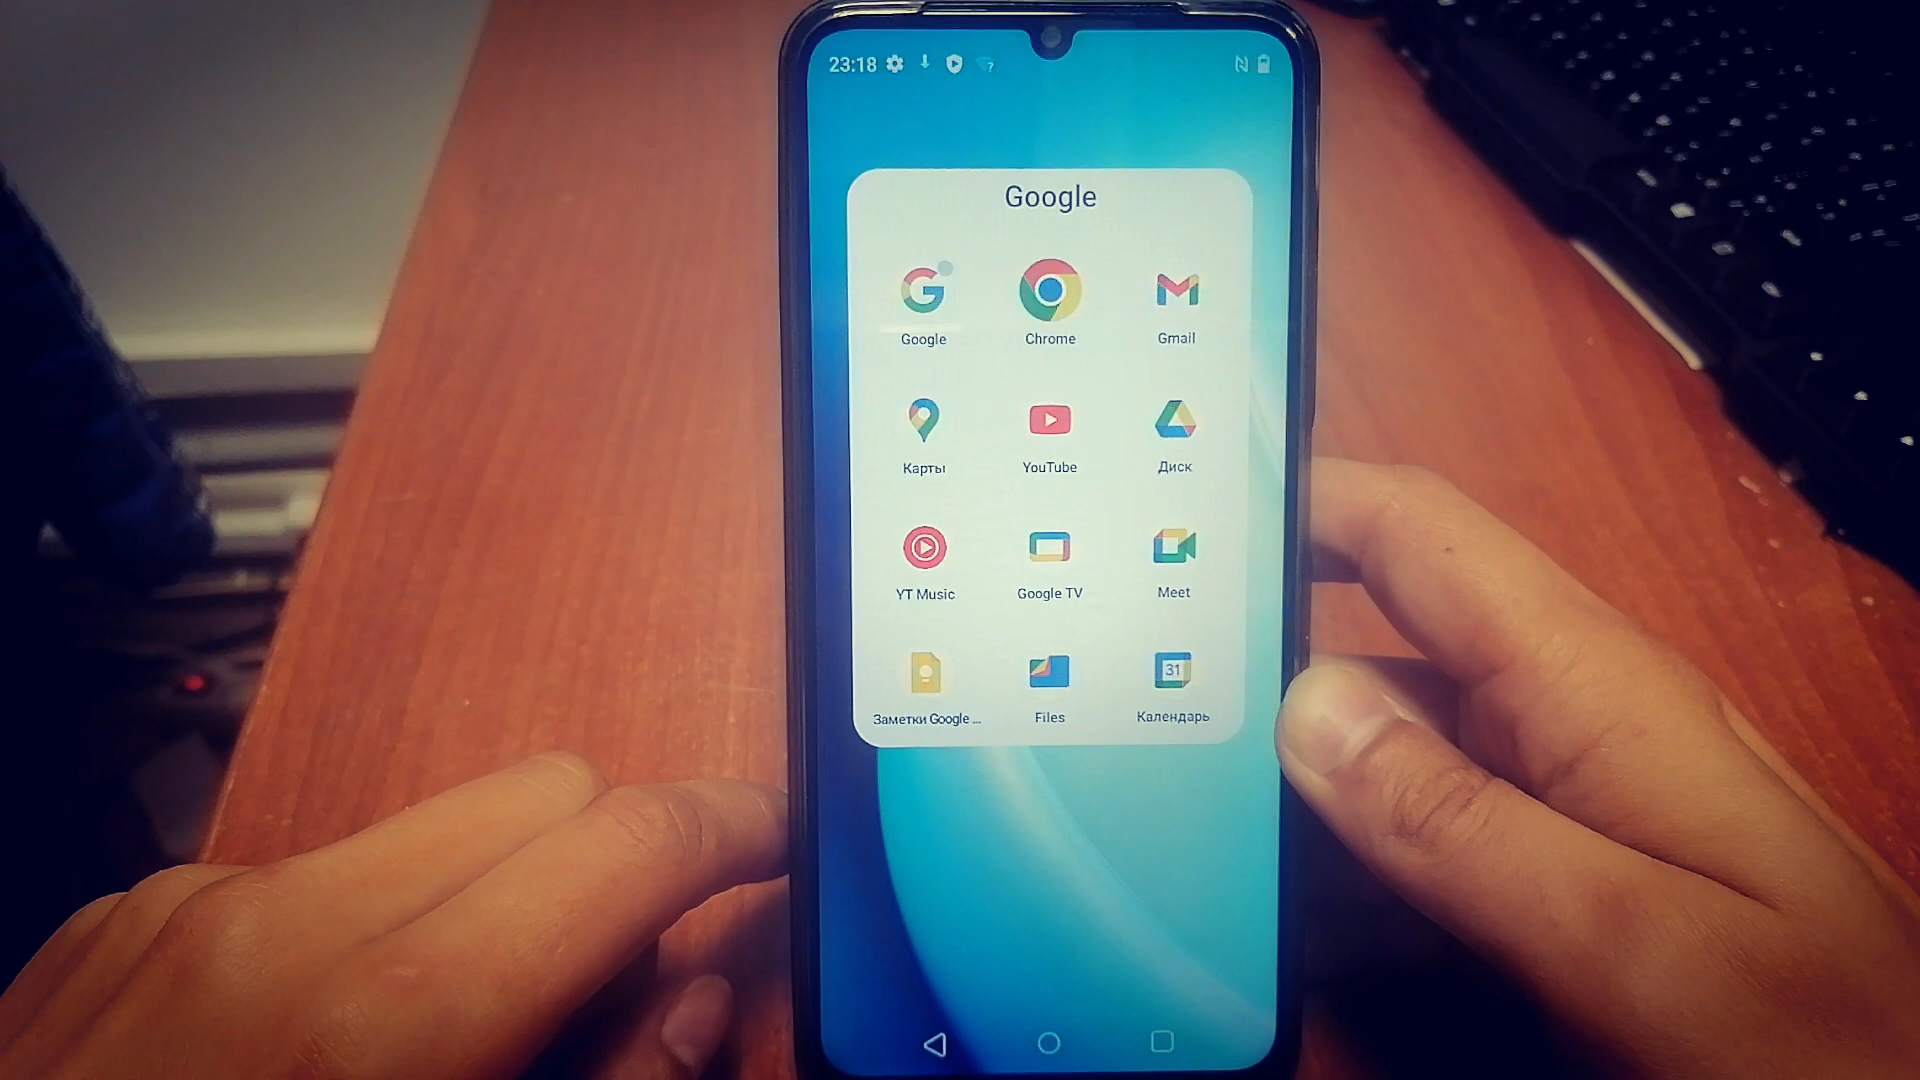 23:18
Google
Google Chrome Gmail
Карты YouTube Диск
YT Music Google TV Meet
31
Заметки Google ... Files Календарь